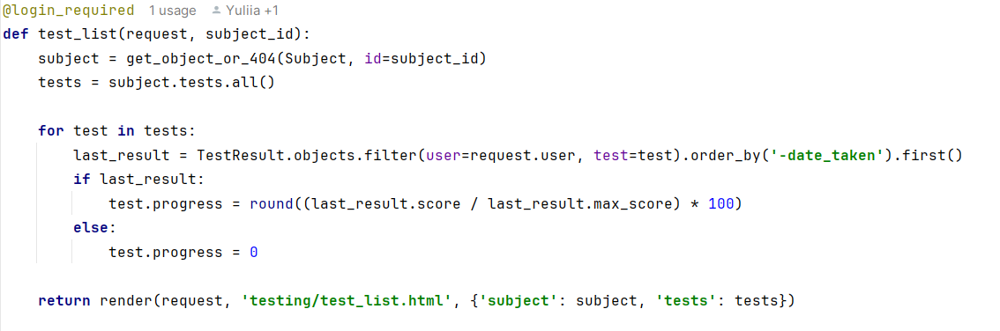 @login_required 1 usage Yuliia +1
def test_list(request, subject_id):
    subject = get_object_or_404(Subject, id=subject_id)
    tests = subject.tests.all()

    for test in tests:
        last_result = TestResult.objects.filter(user=request.user, test=test).order_by('-date_taken').first()
        if last_result:
            test.progress = round((last_result.score / last_result.max_score) * 100)
        else:
            test.progress = 0

    return render(request, 'testing/test_list.html', {'subject': subject, 'tests': tests})